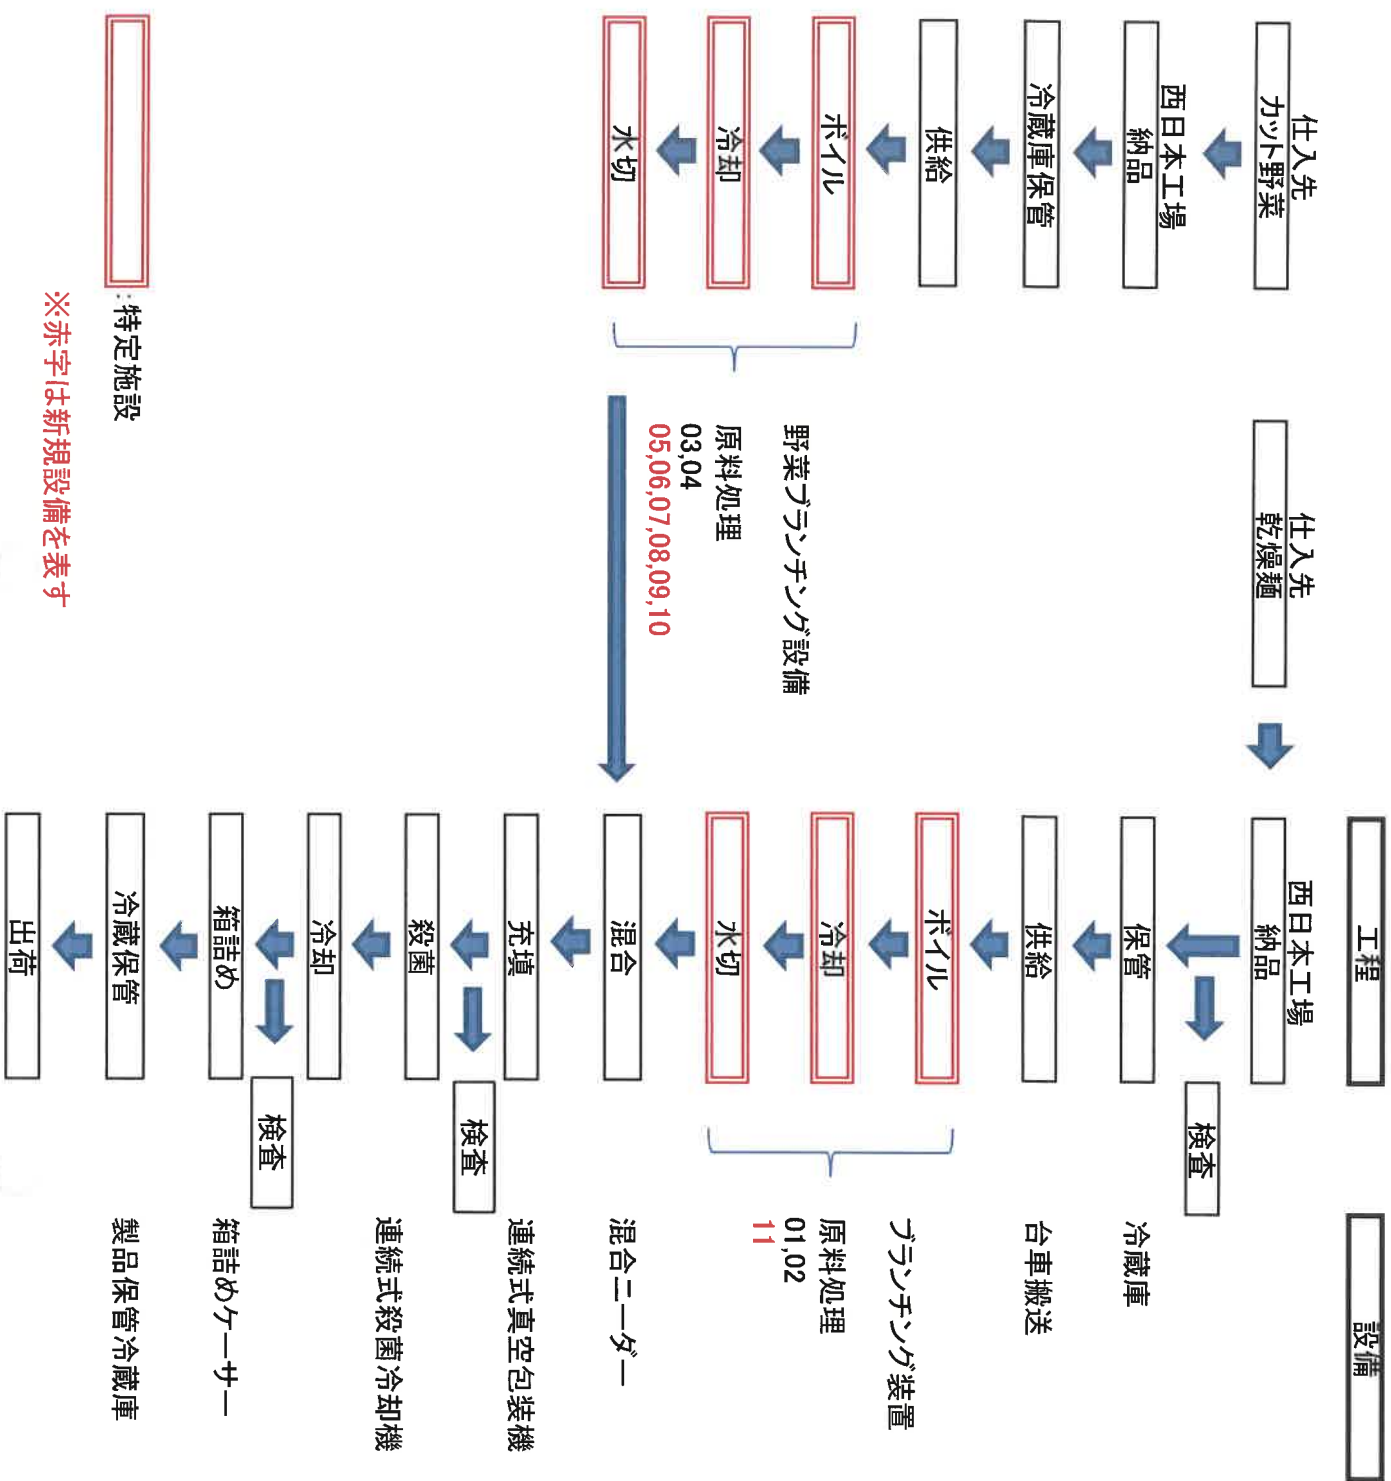 工程
設備
仕入先
カット野菜
西日本工場
納品
冷蔵庫保管
供給
ボイル
冷却
水切
野菜ブランチング設備
原料処理
03,04
05,06,07,08,09,10
仕入先
乾燥麺
西日本工場
納品
検査
保管
冷蔵庫
供給
台車搬送
ボイル
冷却
水切
ブランチング装置
原料処理
01,02
11
混合
混合ニーダー
充填
連続式真空包装機
検査
殺菌
連続式殺菌冷却機
冷却
検査
箱詰め
箱詰めケーサー
冷蔵保管
製品保管冷蔵庫
出荷
:特定施設
※赤字は新規設備を表す